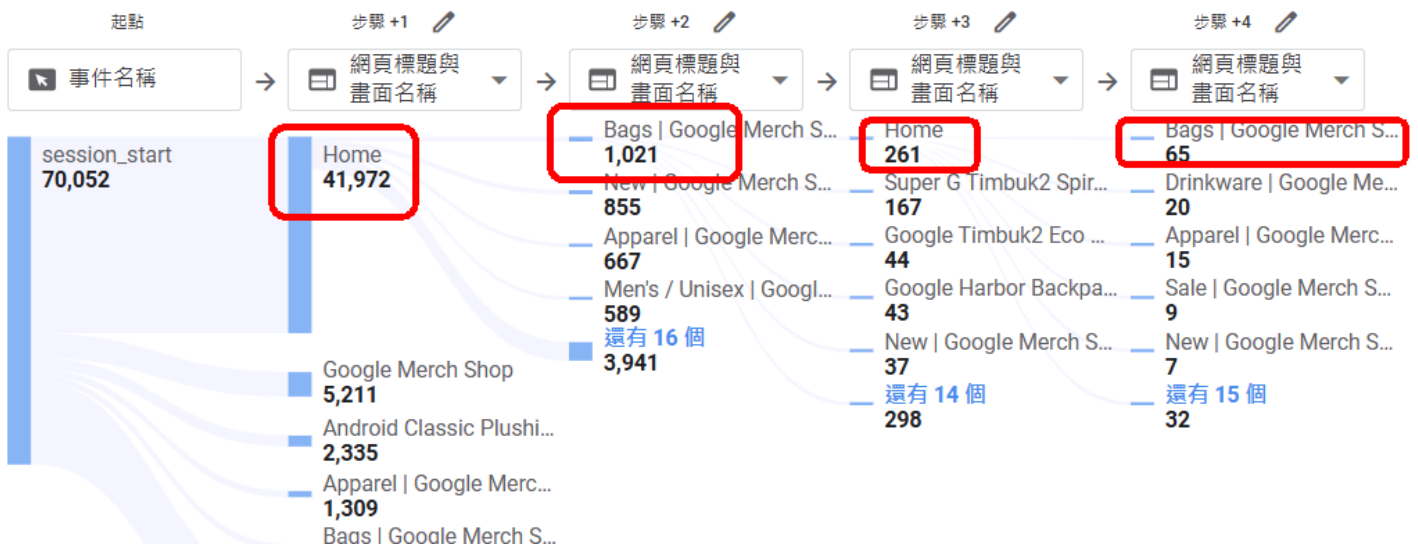 起點
步驟 +1
步驟 +2
步驟 +3
步驟 +4
事件名稱
網頁標題與
畫面名稱
網頁標題與
畫面名稱
網頁標題與
畫面名稱
網頁標題與
畫面名稱
session_start
70,052
Home
41,972
Google Merch Shop
5,211
Android Classic Plushi...
2,335
Apparel | Google Merc...
1,309
Bags | Google Merch S...
Bags | Google Merch S...
1,021
New | Google Merch S...
855
Apparel | Google Merc...
667
Men's / Unisex | Googl...
589
還有 16 個
3,941
Home
261
Super G Timbuk2 Spir...
167
Google Timbuk2 Eco ...
44
Google Harbor Backpa...
43
New | Google Merch S...
37
還有 14 個
298
Bags | Google Merch S...
65
Drinkware | Google Me...
20
Apparel | Google Merc...
15
Sale | Google Merch S...
9
New | Google Merch S...
7
還有 15 個
32